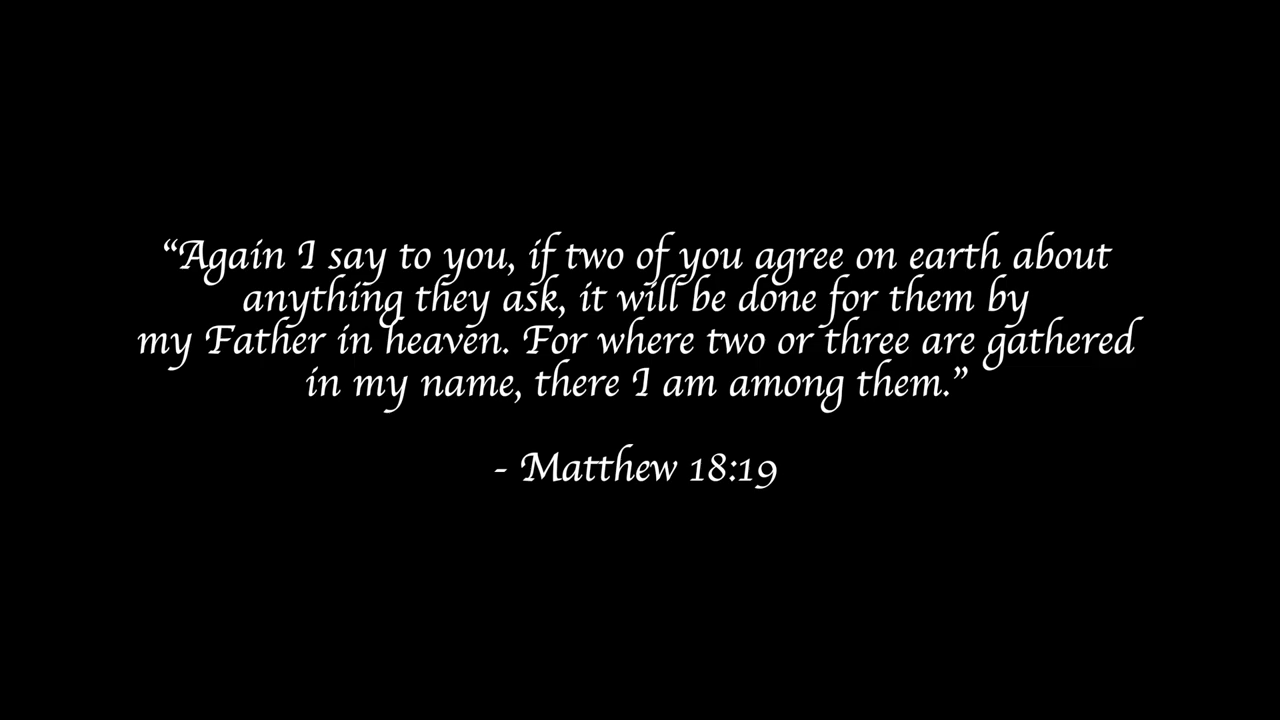 “Again I say to you, if two of you agree on earth about
anything they ask, it will be done for them by
my Father in heaven. For where two or three are gathered
in my name, there I am among them.”
- Matthew 18:19